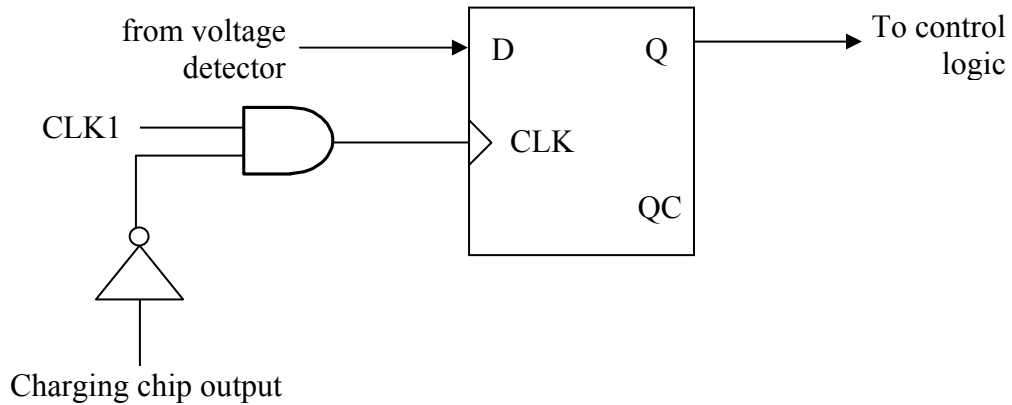 from voltage
detector
D
Q
To control
logic
CLK1
CLK
QC
Charging chip output